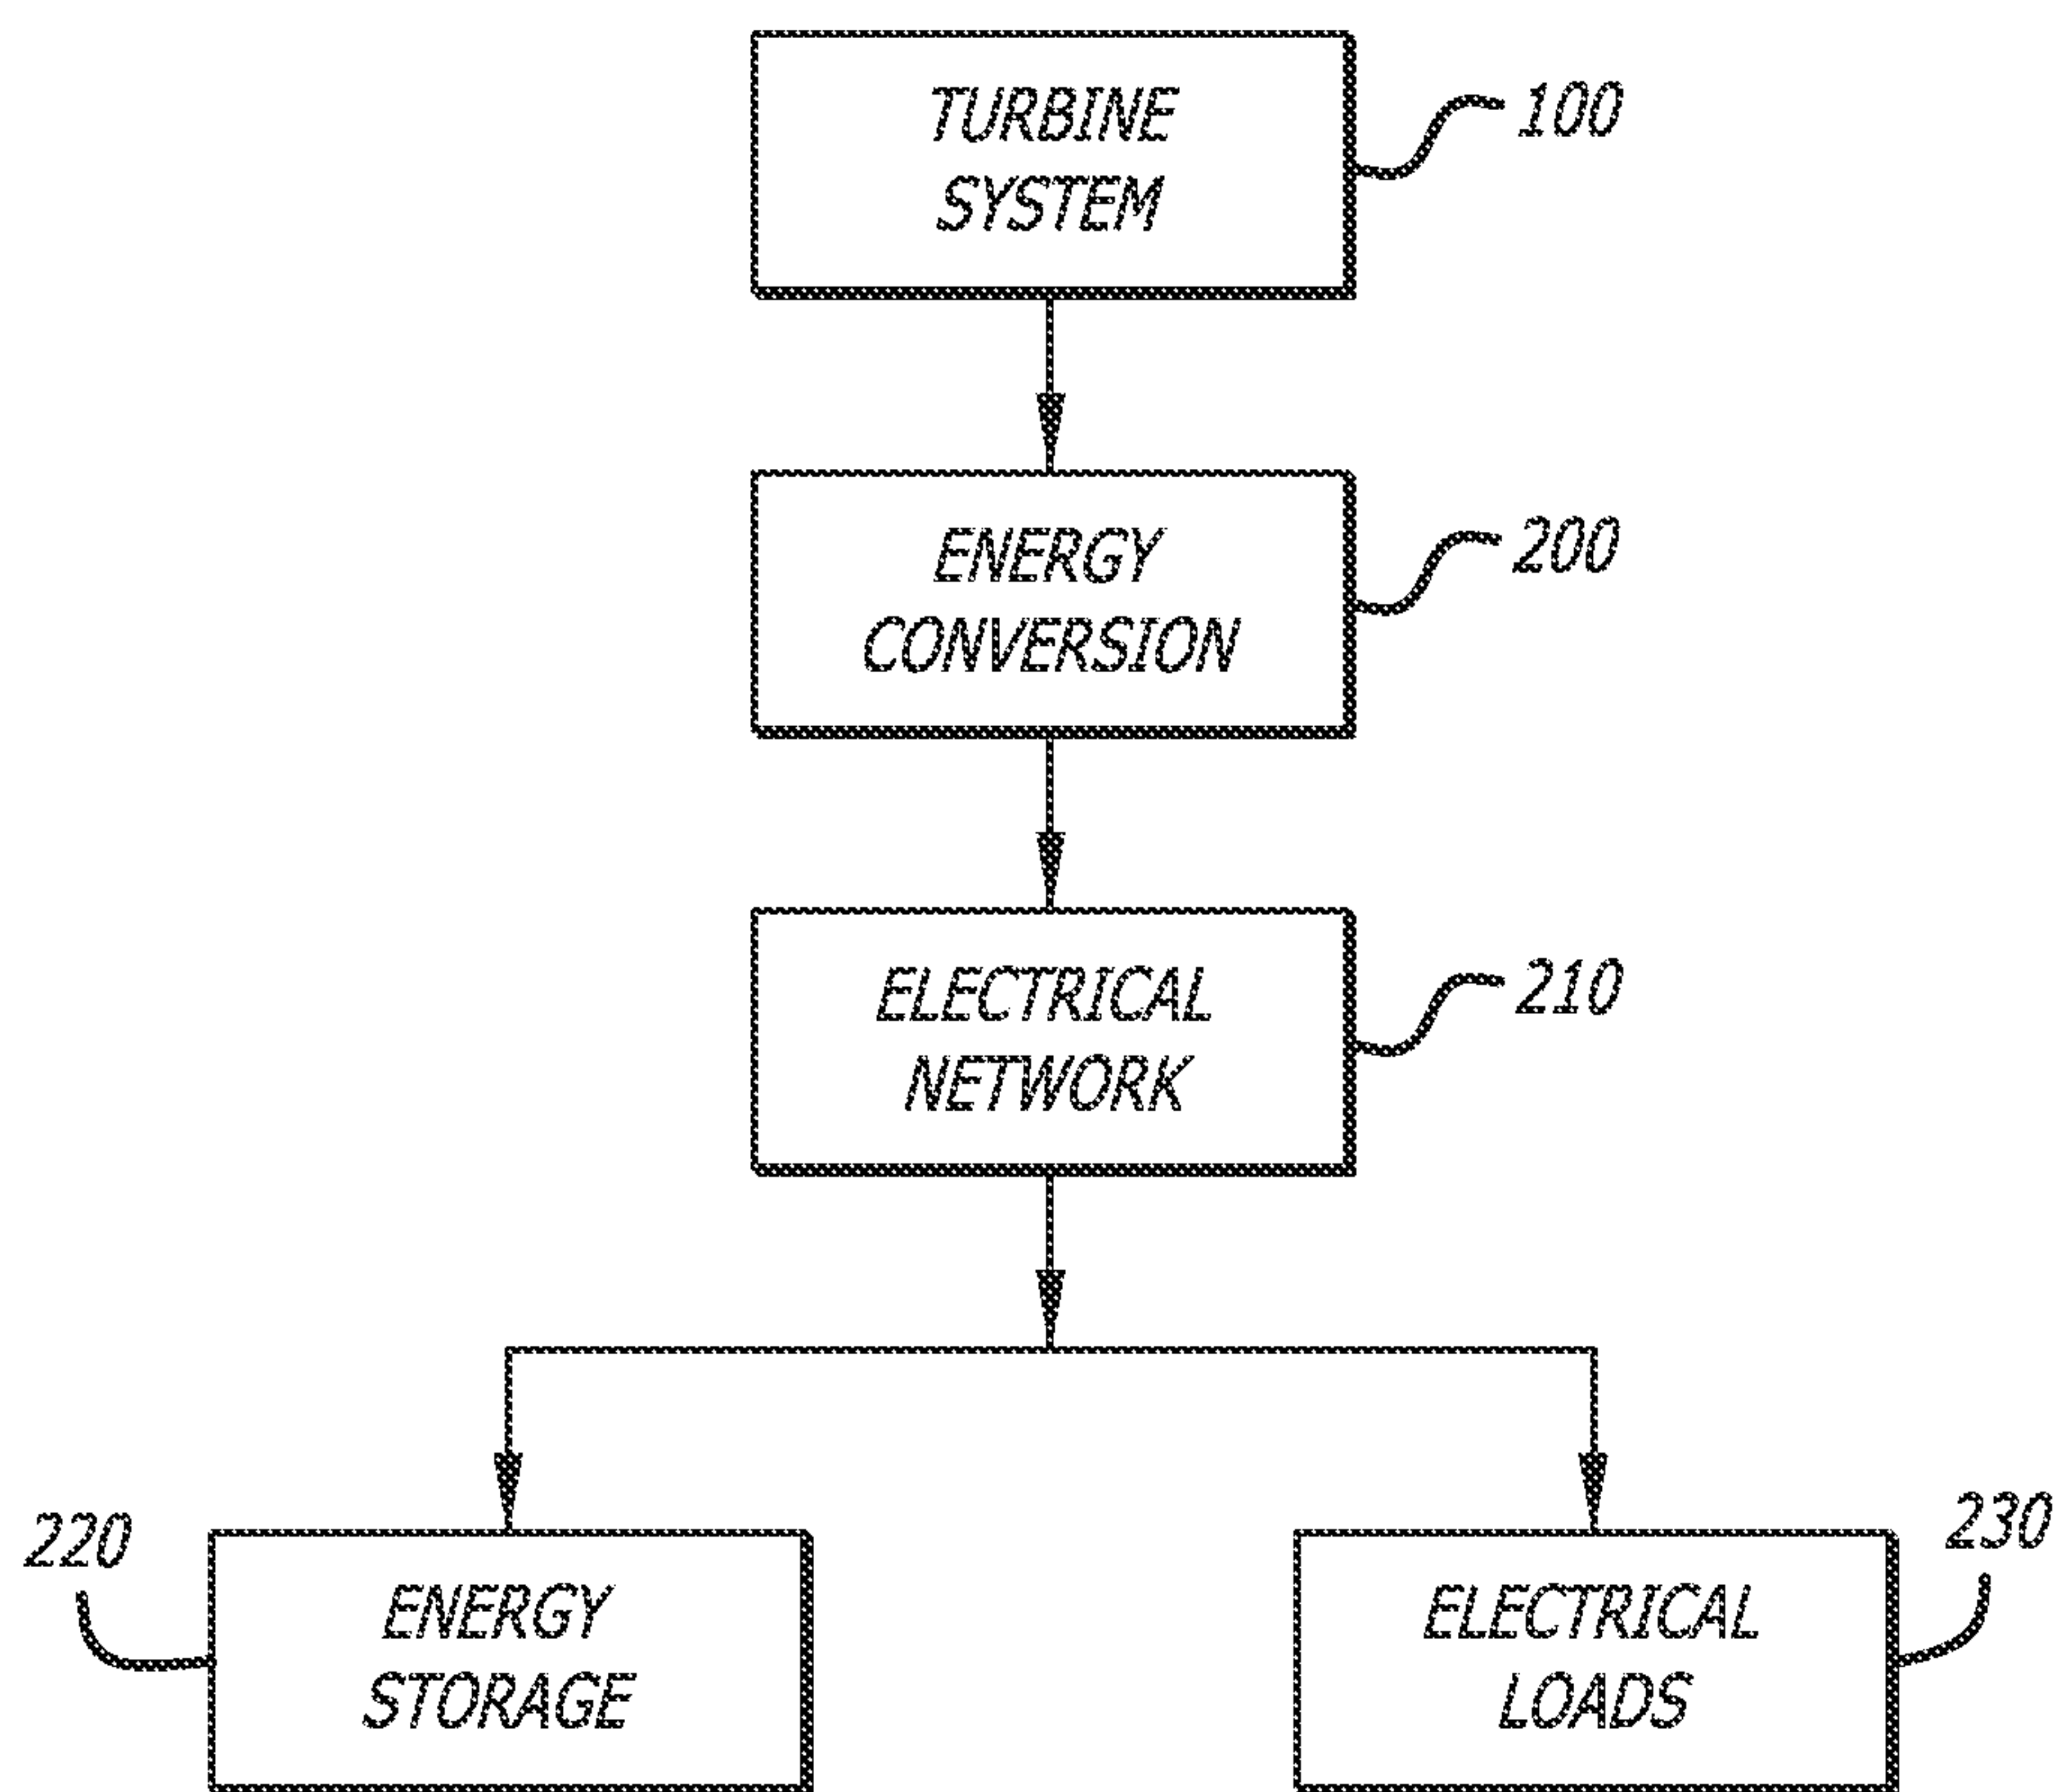 TURBINE
SYSTEM
100
ENERGY
CONVERSION
200
ELECTRICAL
NETWORK
210
220
ENERGY
STORAGE
ELECTRICAL
LOADS
230